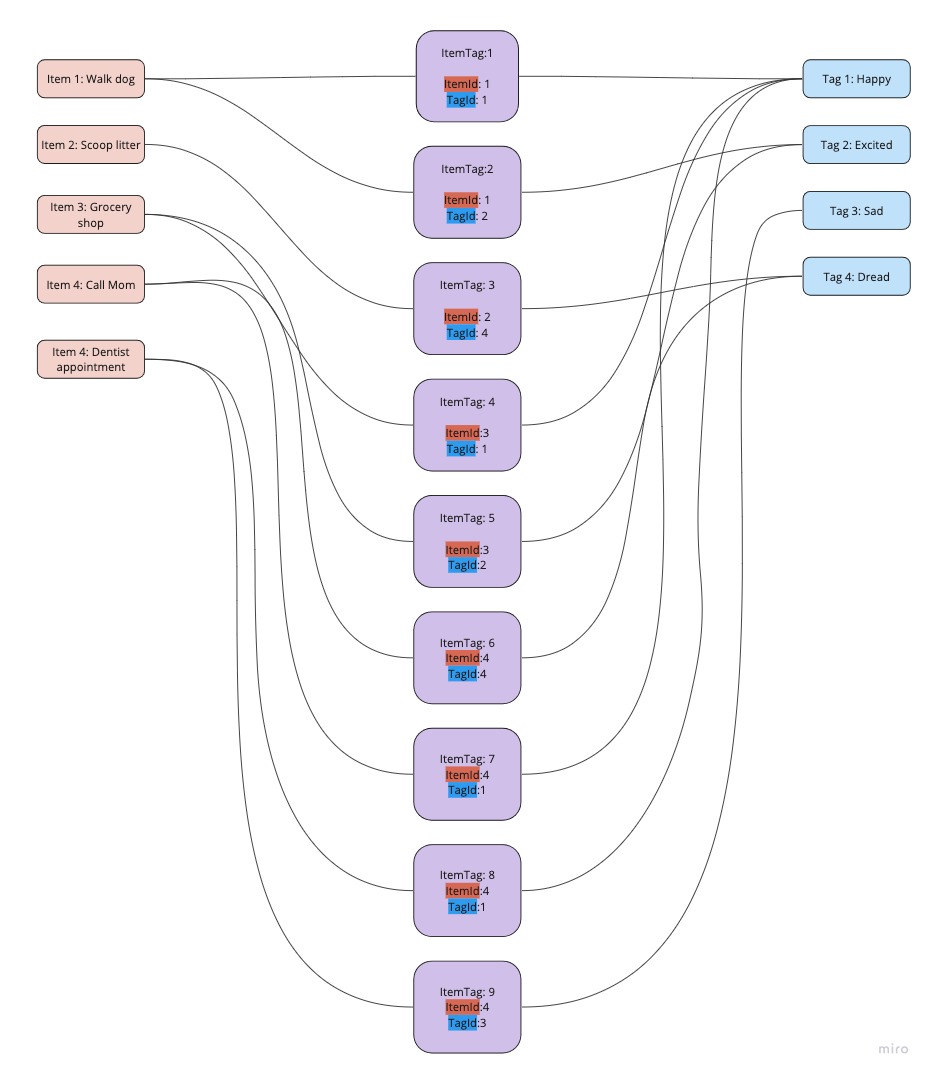 Item 1: Walk dog
Item 2: Scoop litter
Item 3: Grocery
shop
Item 4: Call Mom
Item 4: Dentist
appointment
ItemTag:1
ItemId: 1
TagId: 1
ItemTag:2
ItemId: 1
TagId: 2
ItemTag: 3
ItemId: 2
TagId: 4
ItemTag: 4
ItemId:3
TagId: 1
ItemTag: 5
ItemId:3
TagId:2
ItemTag: 6
ItemId:4
TagId:4
ItemTag: 7
ItemId:4
TagId:1
ItemTag: 8
ItemId:4
TagId:1
ItemTag: 9
ItemId:4
TagId:3
Tag 1: Happy
Tag 2: Excited
Tag 3: Sad
Tag 4: Dread
miro